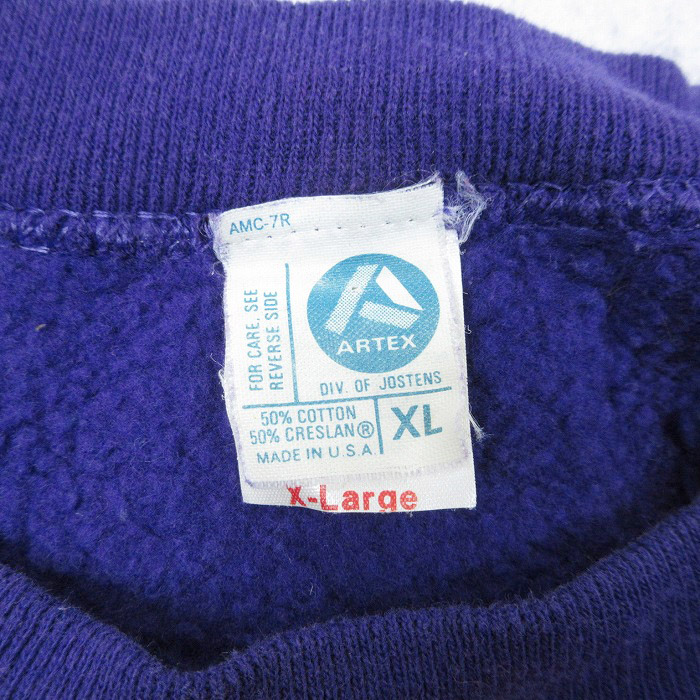 AMC-7R
FOR CARE, SEE
REVERSE SIDE
ARTEX
DIV. OF JOSTENS
50% COTTON
50% CRESLAN®
MADE IN U.S.A.
XL
X-Large